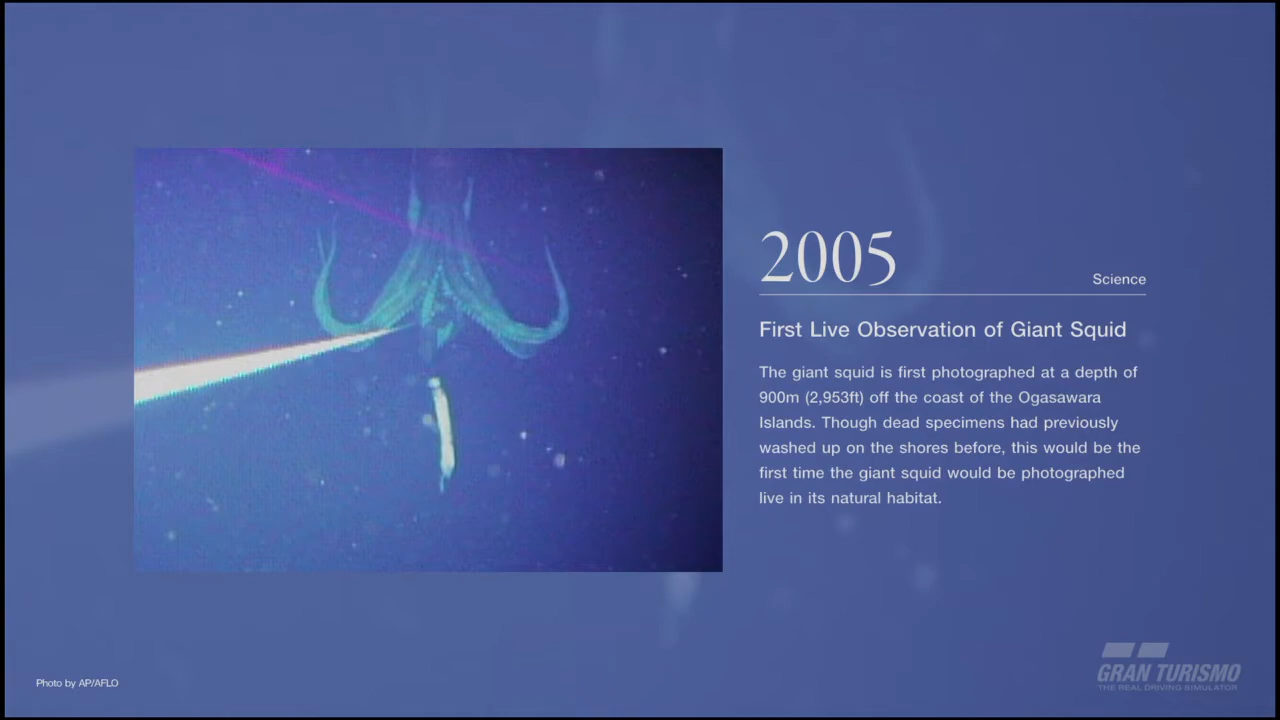 2005
Science
First Live Observation of Giant Squid
The giant squid is first photographed at a depth of
900m (2,953ft) off the coast of the Ogasawara
Islands. Though dead specimens had previously
washed up on the shores before, this would be the
first time the giant squid would be photographed
live in its natural habitat.
GRAN TURISMO
THE REAL DRIVING SIMULATOR
Photo by AP/AFLO